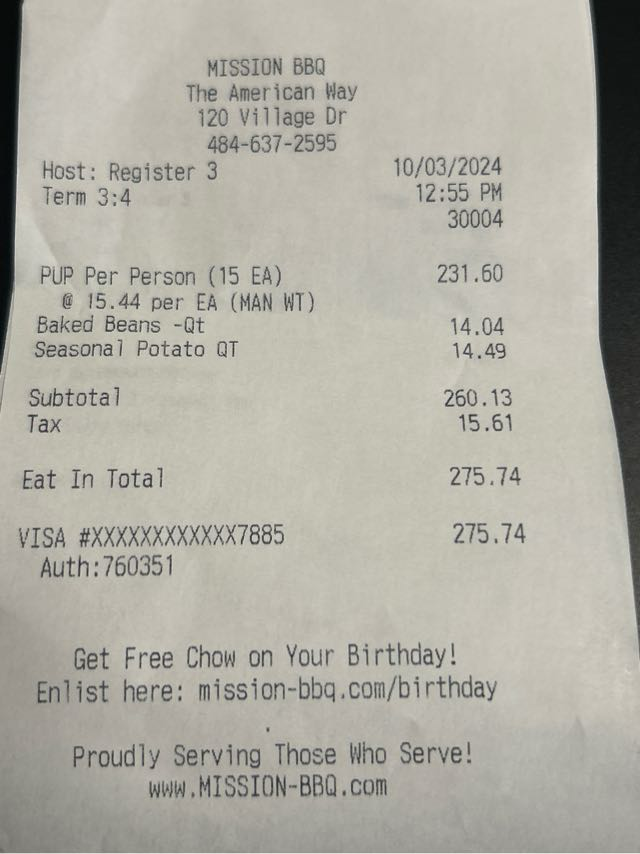 MISSION BBQ
The American Way
120 Village Dr
484-637-2595
Host: Register 3 10/03/2024
Term 3:4 12:55 PM
30004
PUP Per Person (15 EA) 231.60
@ 15.44 per EA (MAN WT)
Baked Beans -Qt 14.04
Seasonal Potato QT 14.49
Subtotal 260.13
Tax 15.61
Eat In Total 275.74
VISA #XXXXXXXXXXXX7885 275.74
Auth:760351
Get Free Chow on Your Birthday!
Enlist here: mission-bbq.com/birthday
Proudly Serving Those Who Serve!
www.MISSION-BBQ.com